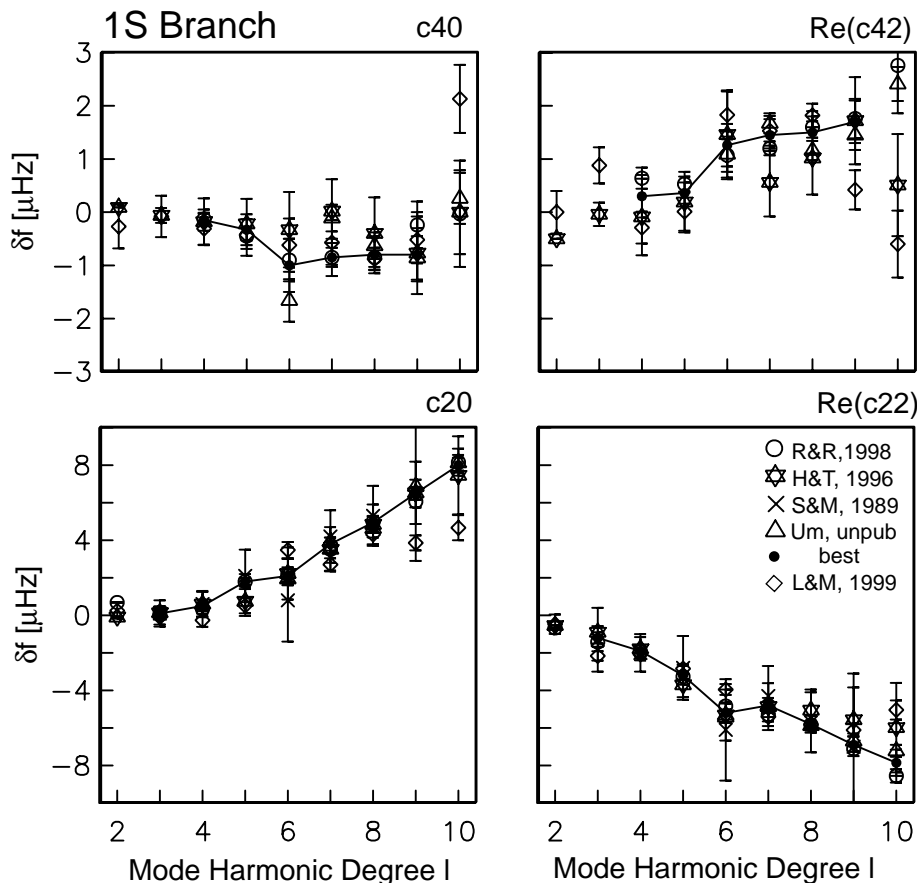 1S Branch
c40
Re(c42)
3
2
1
0
−1
−2
−3
δf [μHz]
c20
Re(c22)
8
4
0
−4
−8
δf [μHz]
R&R,1998
H&T, 1996
S&M, 1989
Um, unpub
best
L&M, 1999
2 4 6 8 10
2 4 6 8 10
Mode Harmonic Degree l
Mode Harmonic Degree l